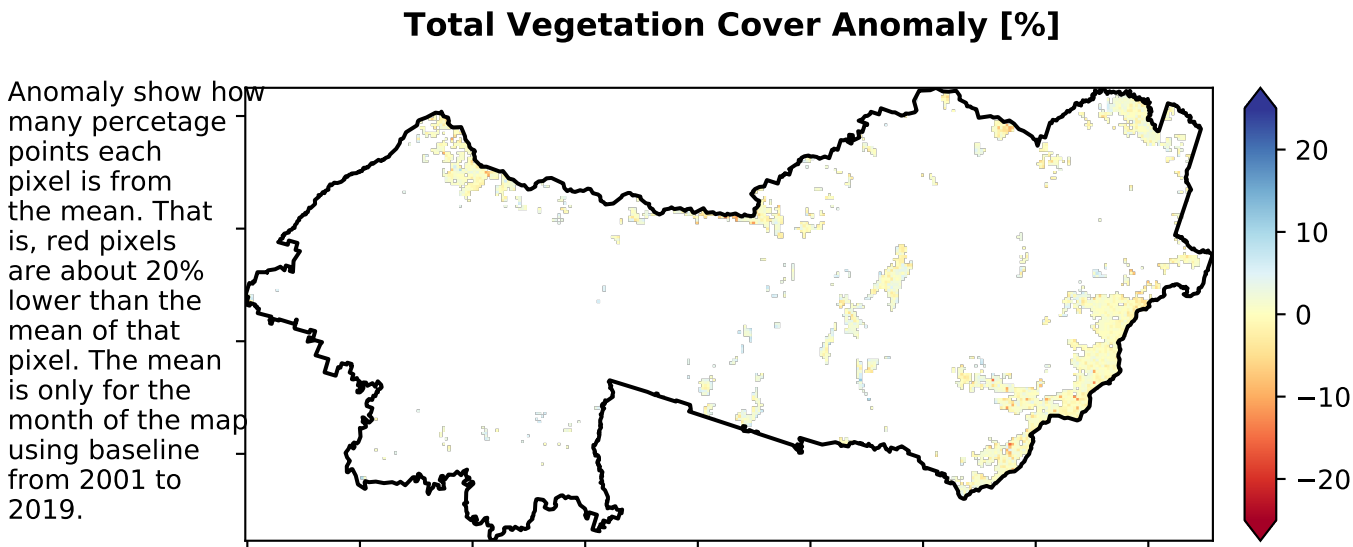 Total Vegetation Cover Anomaly [%]
Anomaly show how
many percetage
points each
pixel is from
the mean. That
is, red pixels
are about 20%
lower than the
mean of that
pixel. The mean
is only for the
month of the map
using baseline
from 2001 to
2019.
20
10
0
−10
−20